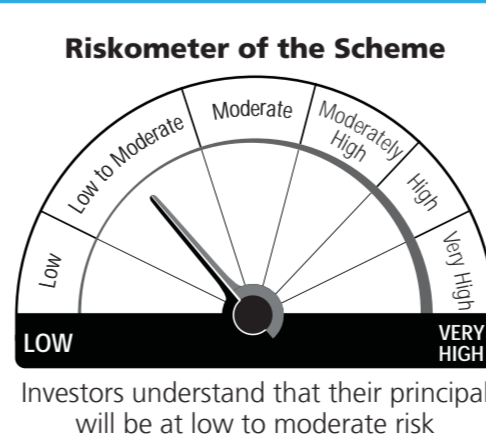 Riskometer of the Scheme
Low
Low to Moderate
Moderate
Moderately
High
High
Very High
LOW
VERY
HIGH
Investors understand that their principal
will be at low to moderate risk